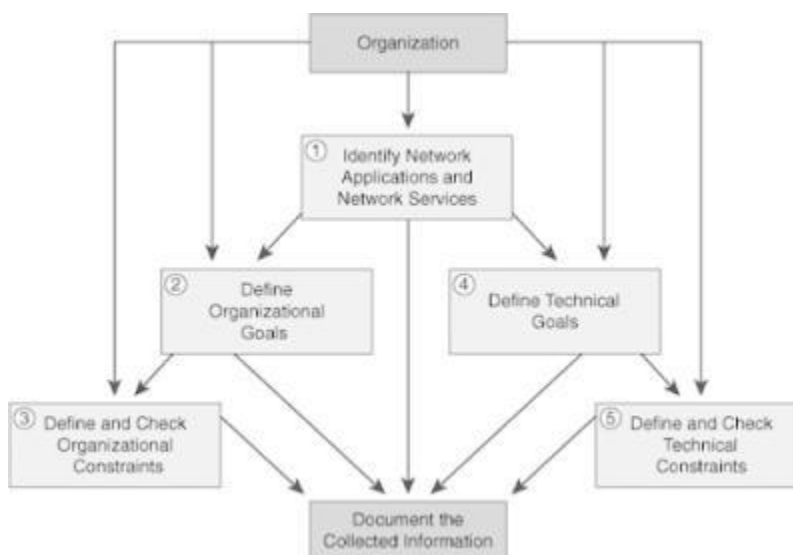 Organization
①
Identify Network
Applications and
Network Services
②
Define
Organizational
Goals
④
Define Technical
Goals
③
Define and Check
Organizational
Constraints
⑤
Define and Check
Technical
Constraints
Document the
Collected Information